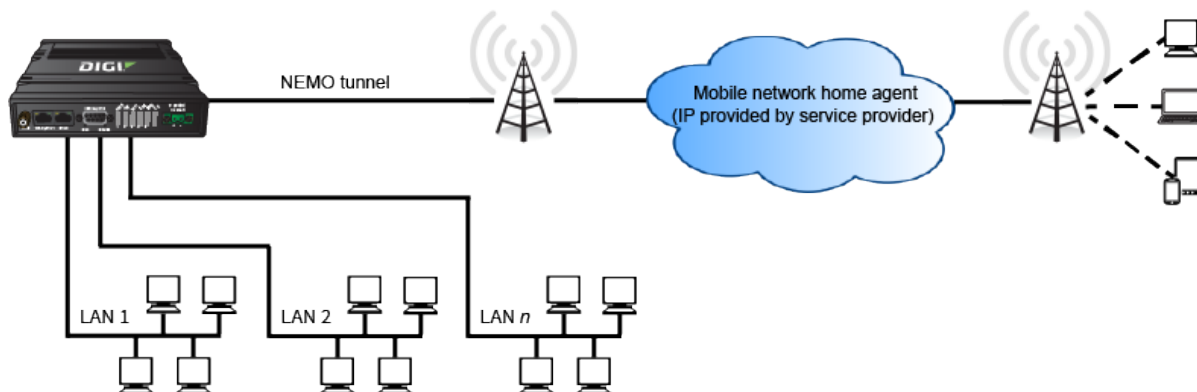 DIGI
NEMO tunnel
Mobile network home agent
(IP provided by service provider)
LAN 1
LAN 2
LAN n